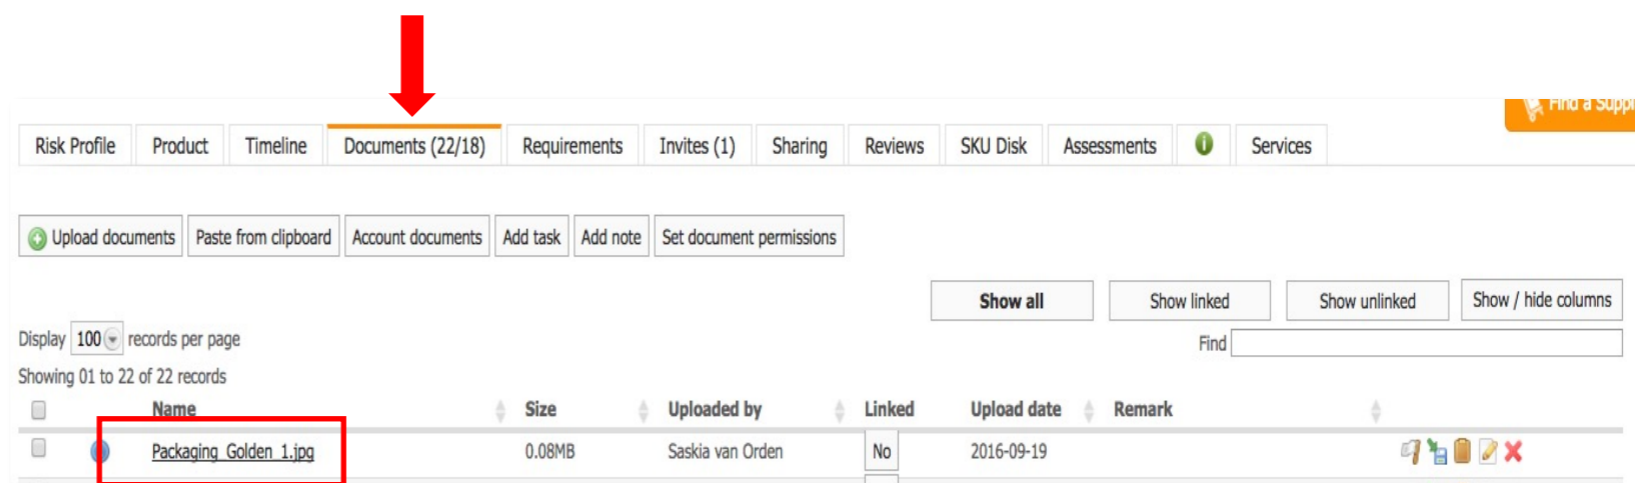 Find a Suppl
Risk Profile Product Timeline Documents (22/18) Requirements Invites (1) Sharing Reviews SKU Disk Assessments i Services
Upload documents Paste from clipboard Account documents Add task Add note Set document permissions
Show all Show linked Show unlinked Show / hide columns
Display 100 records per page Find
Showing 01 to 22 of 22 records
Name Size Uploaded by Linked Upload date Remark
Packaging_Golden_1.jpg 0.08MB Saskia van Orden No 2016-09-19